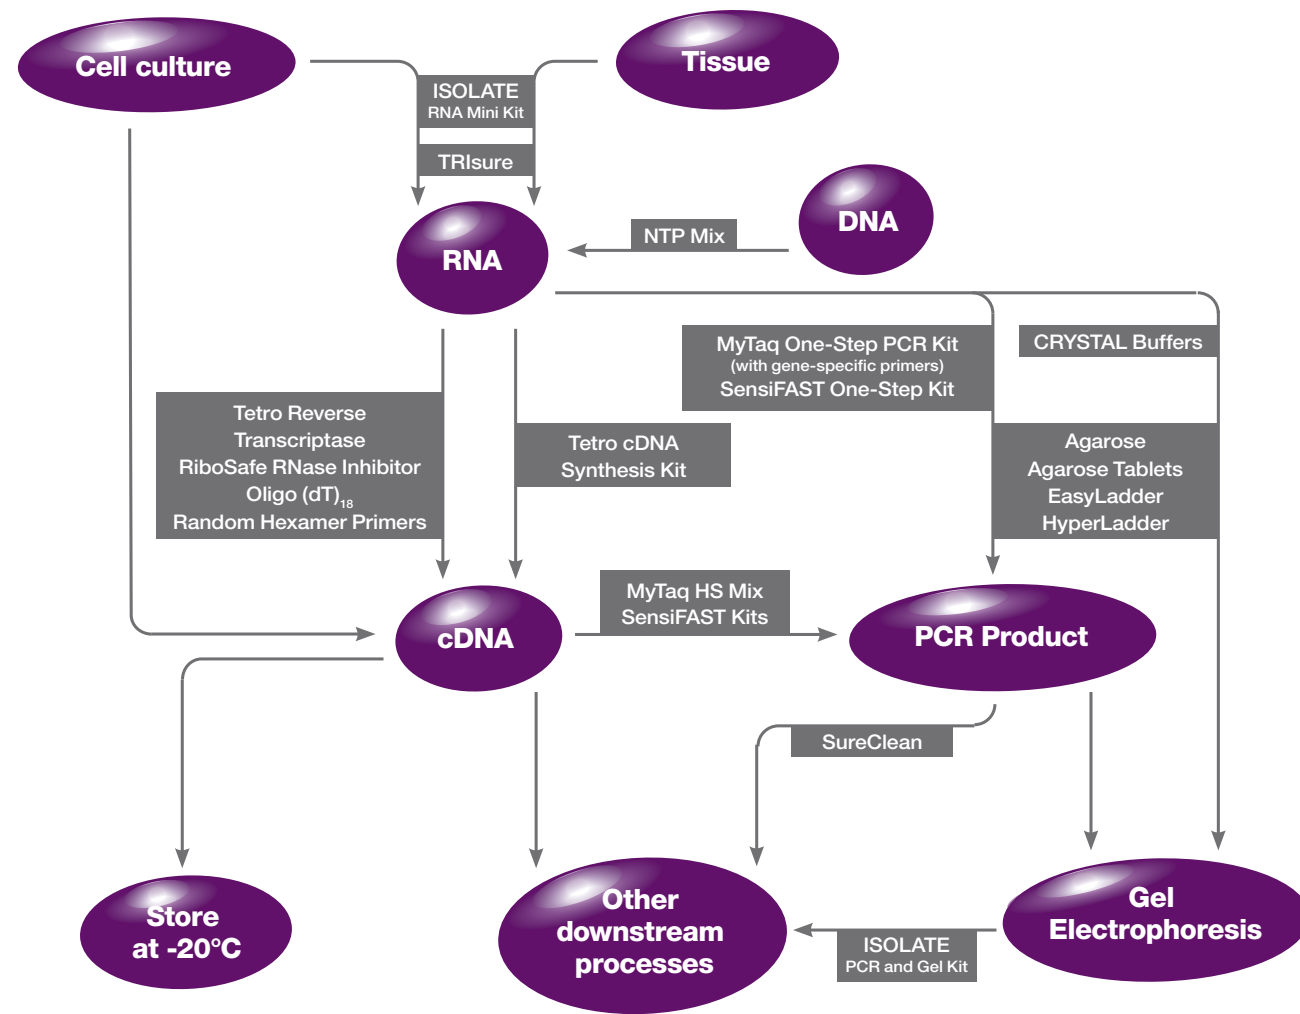 Cell culture
Tissue
ISOLATE
RNA Mini Kit
TRIsure
DNA
NTP Mix
RNA
MyTaq One-Step PCR Kit
(with gene-specific primers)
SensiFAST One-Step Kit
CRYSTAL Buffers
Tetro Reverse
Transcriptase
RiboSafe RNase Inhibitor
Oligo (dT)18
Random Hexamer Primers
Tetro cDNA
Synthesis Kit
Agarose
Agarose Tablets
EasyLadder
HyperLadder
MyTaq HS Mix
SensiFAST Kits
cDNA
PCR Product
SureClean
Store
at -20°C
Other
downstream
processes
Gel
Electrophoresis
ISOLATE
PCR and Gel Kit